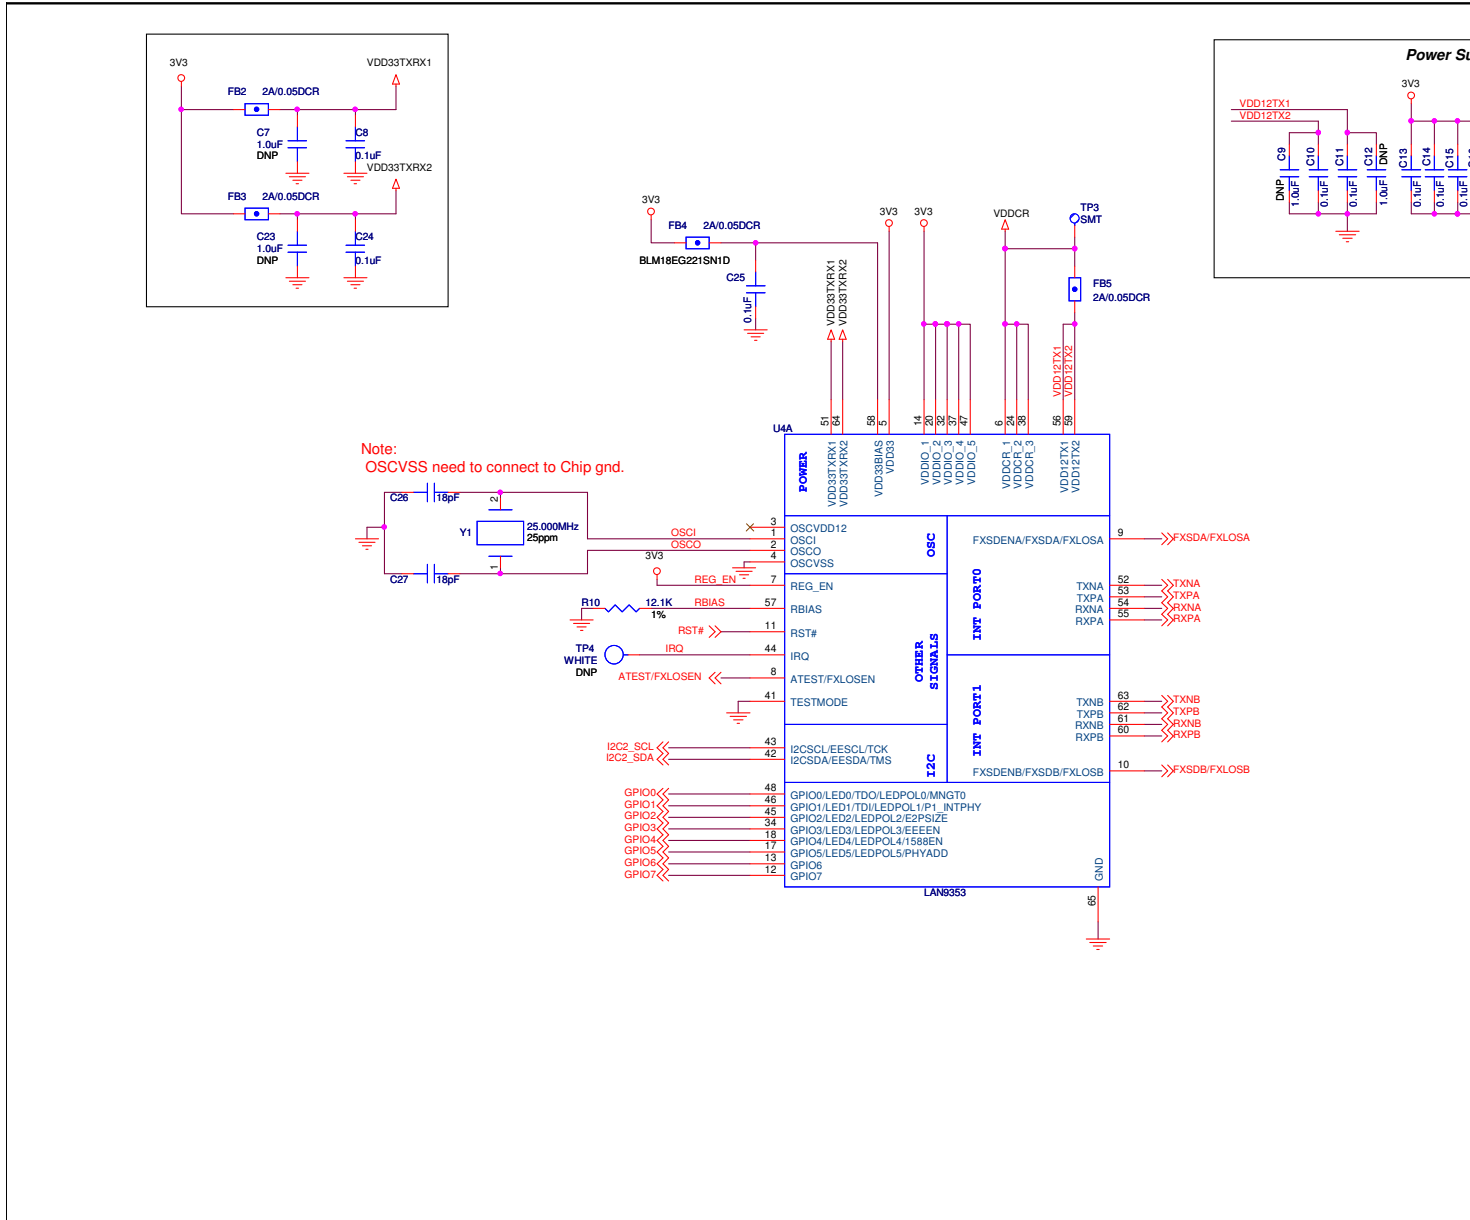 3V3
VDD33TXRX1
FB2 2A/0.05DCR
C7
1.0uF
DNP
C8
0.1uF
VDD33TXRX2
FB3 2A/0.05DCR
C23
1.0uF
DNP
C24
0.1uF
Power Su
3V3
VDD12TX1
VDD12TX2
C9
DNP
1.0uF
C10
0.1uF
C11
0.1uF
C12
DNP
1.0uF
C13
0.1uF
C14
0.1uF
C15
0.1uF
3V3
FB4 2A/0.05DCR
BLM18EG221SN1D
C25
0.1uF
VDD33TXRX1
VDD33TXRX2
3V3
3V3
VDDCR
TP3
SMT
FB5
2A/0.05DCR
VDD12TX1
VDD12TX2
Note:
OSCVSS need to connect to Chip gnd.
C26 18pF
2
Y1
25.000MHz
25ppm
1
C27 18pF
OSCI
OSCO
3V3
REG_EN
R10 12.1K RBIAS
1%
RST#
TP4
WHITE
DNP
IRQ
ATEST/FXLOSEN
I2C2_SCL
I2C2_SDA
GPIO0
GPIO1
GPIO2
GPIO3
GPIO4
GPIO5
GPIO6
GPIO7
U4A
51 64 58 5 14 20 32 37 47 6 24 38 56 59
POWER
VDD33TXRX1
VDD33TXRX2
VDD33BIAS
VDD33
VDDIO_1
VDDIO_2
VDDIO_3
VDDIO_4
VDDIO_5
VDDCR_1
VDDCR_2
VDDCR_3
VDD12TX1
VDD12TX2
3 OSCVDD12
1 OSCI
2 OSCO
4 OSCVSS
OSC
7 REG_EN
57 RBIAS
11 RST#
44 IRQ
8 ATEST/FXLOSEN
41 TESTMODE
OTHER
SIGNALS
43 I2CSCL/EESCL/TCK
42 I2CSDA/EESDA/TMS
I2C
48 GPIO0/LED0/TDO/LEDPOL0/MNGT0
46 GPIO1/LED1/TDI/LEDPOL1/P1_INTPHY
45 GPIO2/LED2/LEDPOL2/E2PSIZE
34 GPIO3/LED3/LEDPOL3/EEEEN
18 GPIO4/LED4/LEDPOL4/1588EN
17 GPIO5/LED5/LEDPOL5/PHYADD
13 GPIO6
12 GPIO7
INT PORT0
FXSDENA/FXSDA/FXLOSA 9 FXSDA/FXLOSA
TXNA 52 TXNA
TXPA 53 TXPA
RXNA 54 RXNA
RXPA 55 RXPA
INT PORT1
TXNB 63 TXNB
TXPB 62 TXPB
RXNB 61 RXNB
RXPB 60 RXPB
FXSDENB/FXSDB/FXLOSB 10 FXSDB/FXLOSB
GND
65
LAN9353